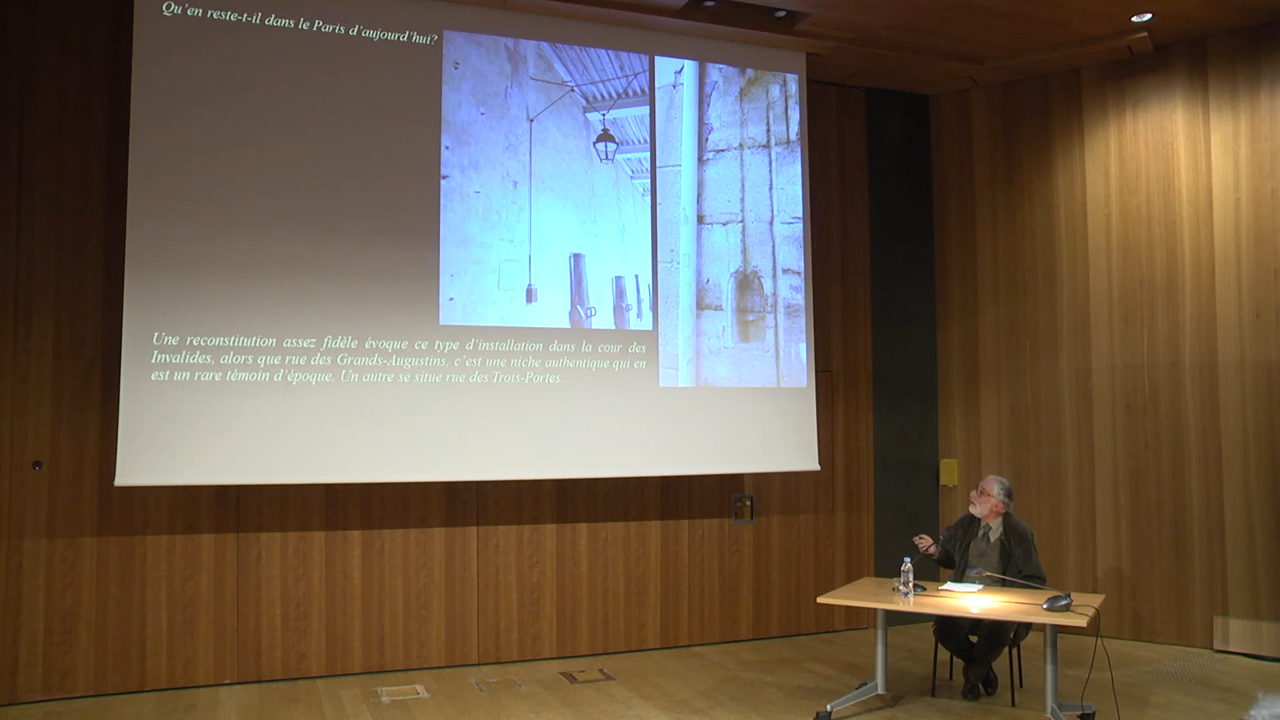 Qu'en reste-t-il dans le Paris d'aujourd'hui?
Une reconstitution assez fidèle évoque ce type d'installation dans la cour des
Invalides, alors que rue des Grands-Augustins, c'est une niche authentique qui en
est un rare témoin d'époque. Un autre se situe rue des Trois-Portes.